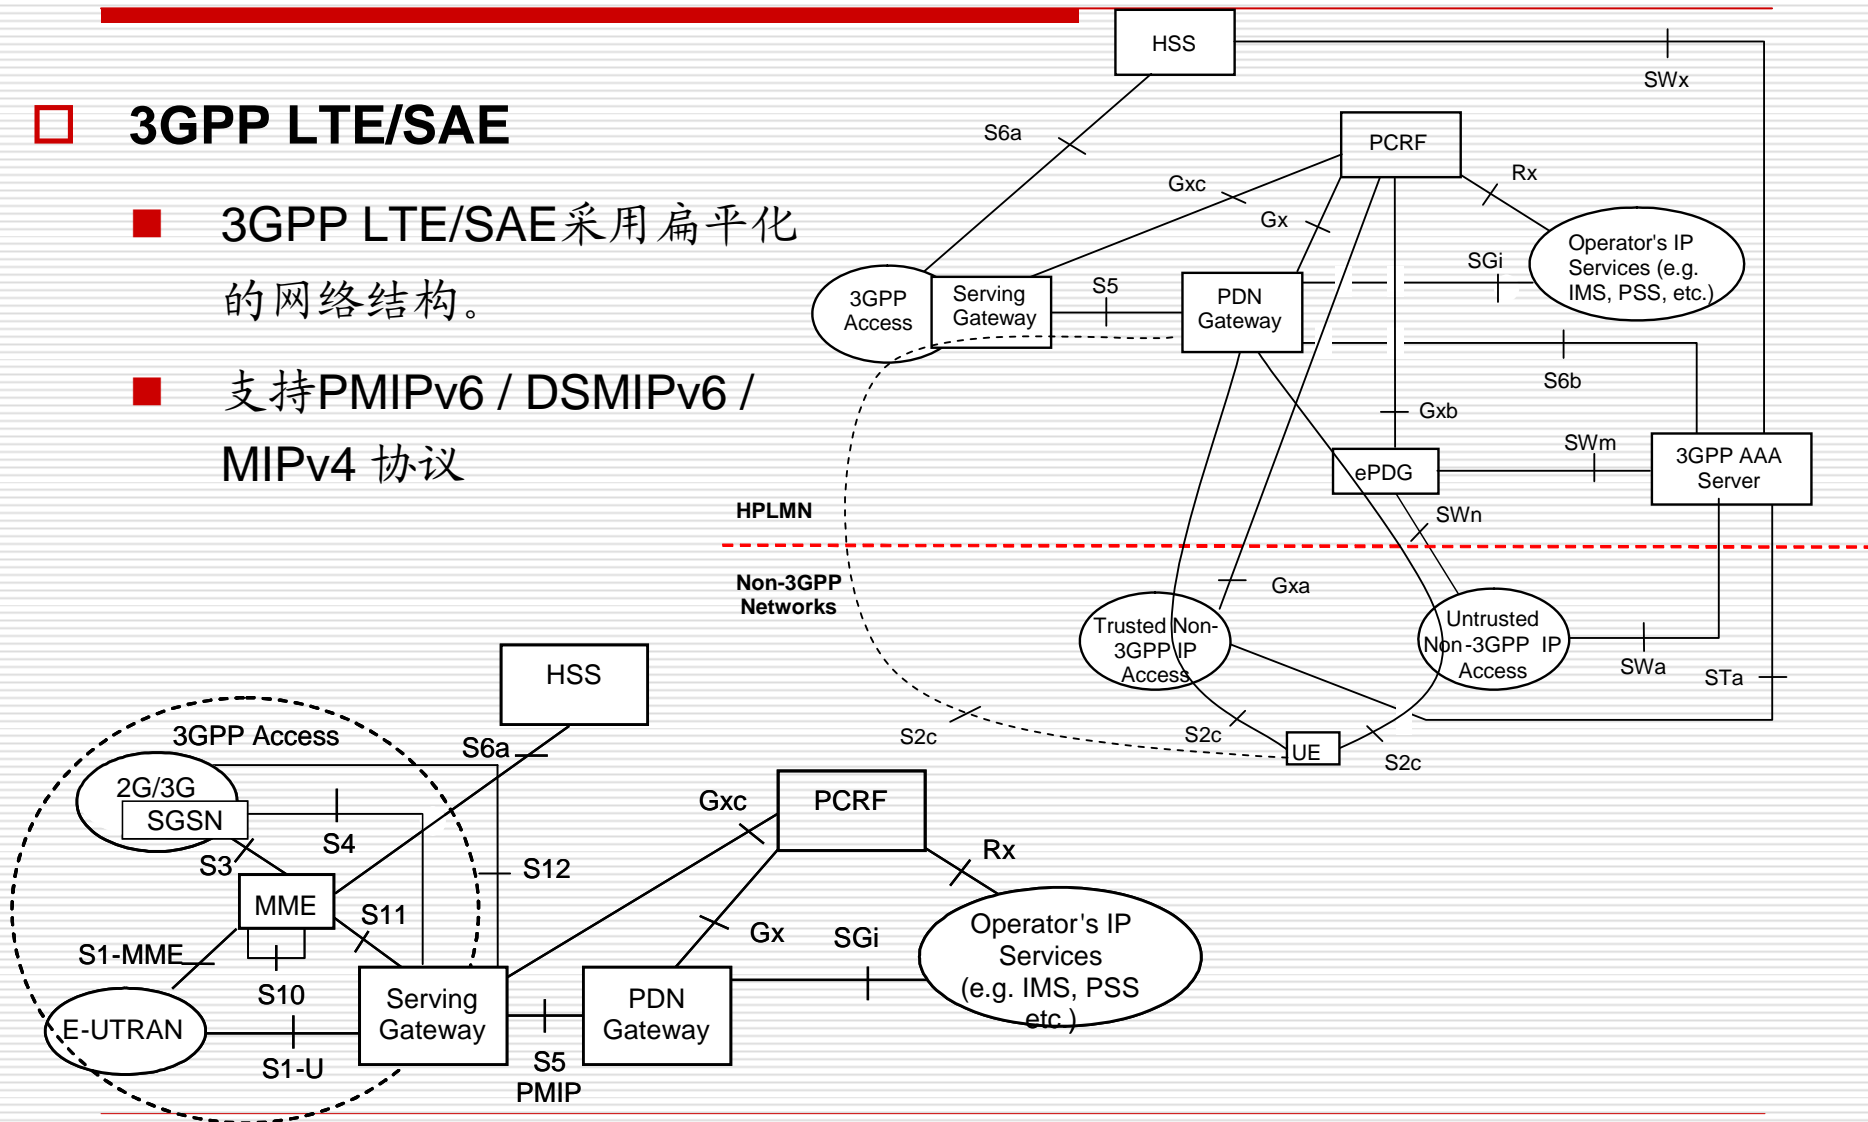 3GPP LTE/SAE
3GPP LTE/SAE采用扁平化
的网络结构。
支持PMIPv6 / DSMIPv6 /
MIPv4 协议
HSS
SWx
S6a
PCRF
Gxc
Rx
Gx
Operator's IP
Services (e.g.
IMS, PSS, etc.)
SGi
3GPP
Access
Serving
Gateway
S5
PDN
Gateway
S6b
Gxb
SWm
ePDG
3GPP AAA
Server
HPLMN
SWn
Non-3GPP
Networks
Gxa
Trusted Non-
3GPP IP
Access
Untrusted
Non-3GPP IP
Access
SWa
STa
S2c
S2c
UE
S2c
HSS
3GPP Access
S6a
2G/3G
SGSN
S4
S3
S12
MME
S11
S1-MME
S10
E-UTRAN
S1-U
Serving
Gateway
S5
PMIP
PDN
Gateway
Gxc
PCRF
Rx
Gx
SGi
Operator's IP
Services
(e.g. IMS, PSS
etc.)